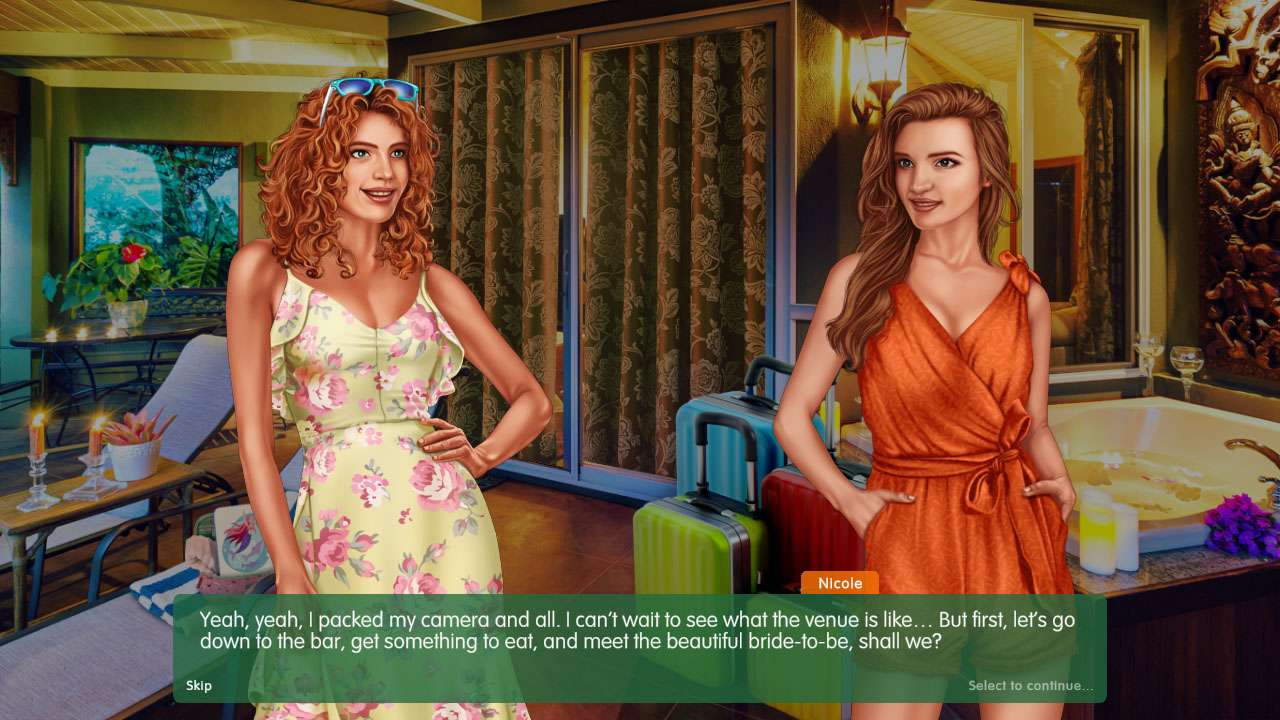 Nicole
Yeah, yeah, I packed my camera and all. I can't wait to see what the venue is like... But first, let's go
down to the bar, get something to eat, and meet the beautiful bride-to-be, shall we?
Skip
Select to continue...